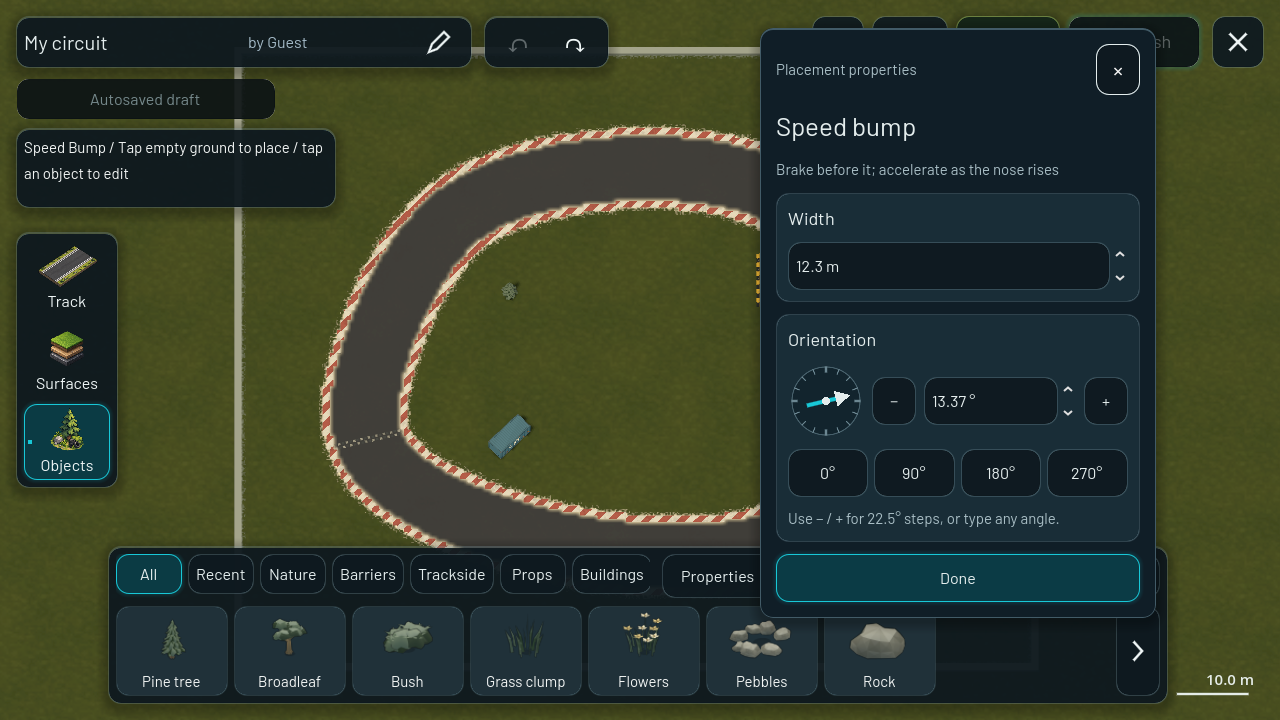 My circuit
by Guest
Autosaved draft
Speed Bump / Tap empty ground to place / tap
an object to edit
Track
Surfaces
Objects
Placement properties
×
Speed bump
Brake before it; accelerate as the nose rises
Width
12.3 m
Orientation
−
13.37 °
+
0°
90°
180°
270°
Use − / + for 22.5° steps, or type any angle.
Done
All
Recent
Nature
Barriers
Trackside
Props
Buildings
Properties
Pine tree
Broadleaf
Bush
Grass clump
Flowers
Pebbles
Rock
10.0 m